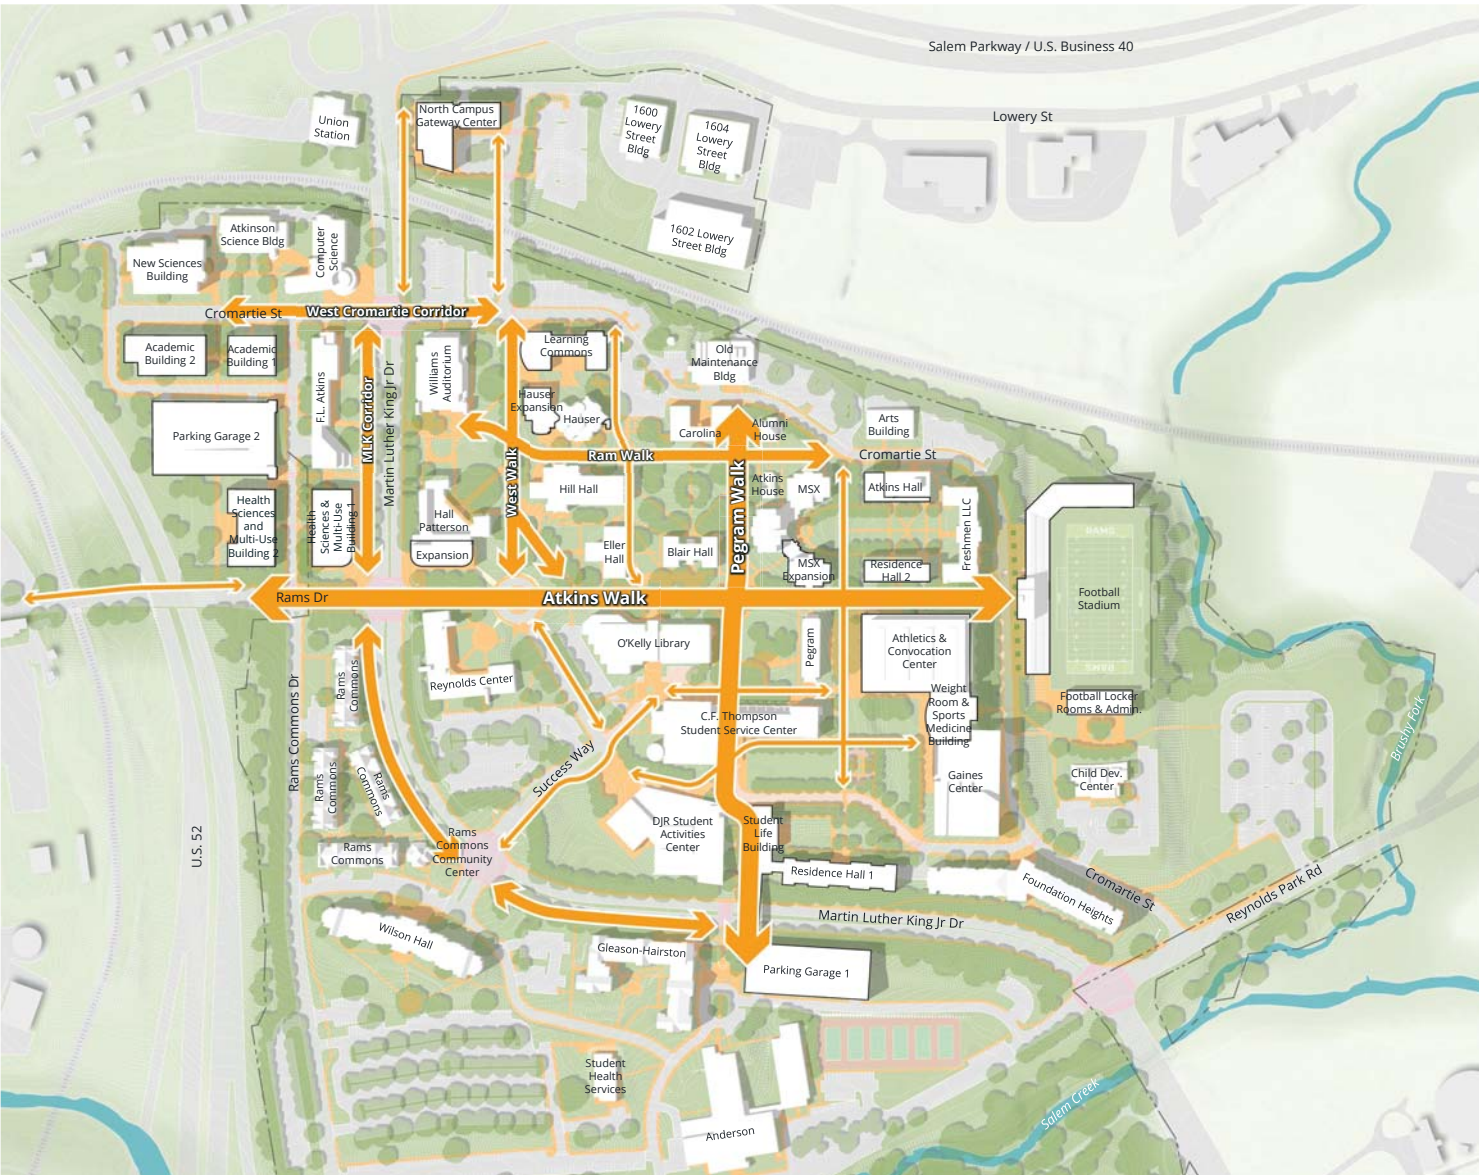 Salem Parkway / U.S. Business 40
Lowery St
Union
Station
North Campus
Gateway Center
1600
Lowery
Street
Bldg
1604
Lowery
Street
Bldg
1602 Lowery
Street Bldg
Atkinson
Science Bldg
Computer
Science
New Sciences
Building
Cromartie St
West Cromartie Corridor
Academic
Building 2
Academic
Building 1
F.L. Atkins
MLK Corridor
Martin Luther King Jr Dr
Williams
Auditorium
Learning
Commons
Hauser
Expansion
Hauser
Old
Maintenance
Bldg
Carolina
Alumni
House
Arts
Building
Cromartie St
Parking Garage 2
Ram Walk
West Walk
Pegram Walk
Hill Hall
Atkins
House
MSX
Atkins Hall
Freshmen LLC
Health
Sciences
and
Multi-Use
Building 2
Health
Sciences &
Multi-Use
Building 1
Hall
Patterson
Expansion
Eller
Hall
Blair Hall
MSX
Expansion
Residence
Hall 2
RAMS
Football
Stadium
RAMS
Rams Dr
Atkins Walk
O'Kelly Library
Pegram
Athletics &
Convocation
Center
Reynolds Center
Rams
Commons
Weight
Room &
Sports
Medicine
Building
Football Locker
Rooms & Admin.
C.F. Thompson
Student Service Center
Rams Commons Dr
Success Way
Brushy Fork
Rams
Commons
Rams
Commons
Gaines
Center
Child Dev.
Center
U.S. 52
Rams
Commons
Rams
Commons
Community
Center
DJR Student
Activities
Center
Student
Life
Building
Residence Hall 1
Foundation Heights
Cromartie St
Reynolds Park Rd
Martin Luther King Jr Dr
Wilson Hall
Gleason-Hairston
Parking Garage 1
Student
Health
Services
Anderson
Salem Creek